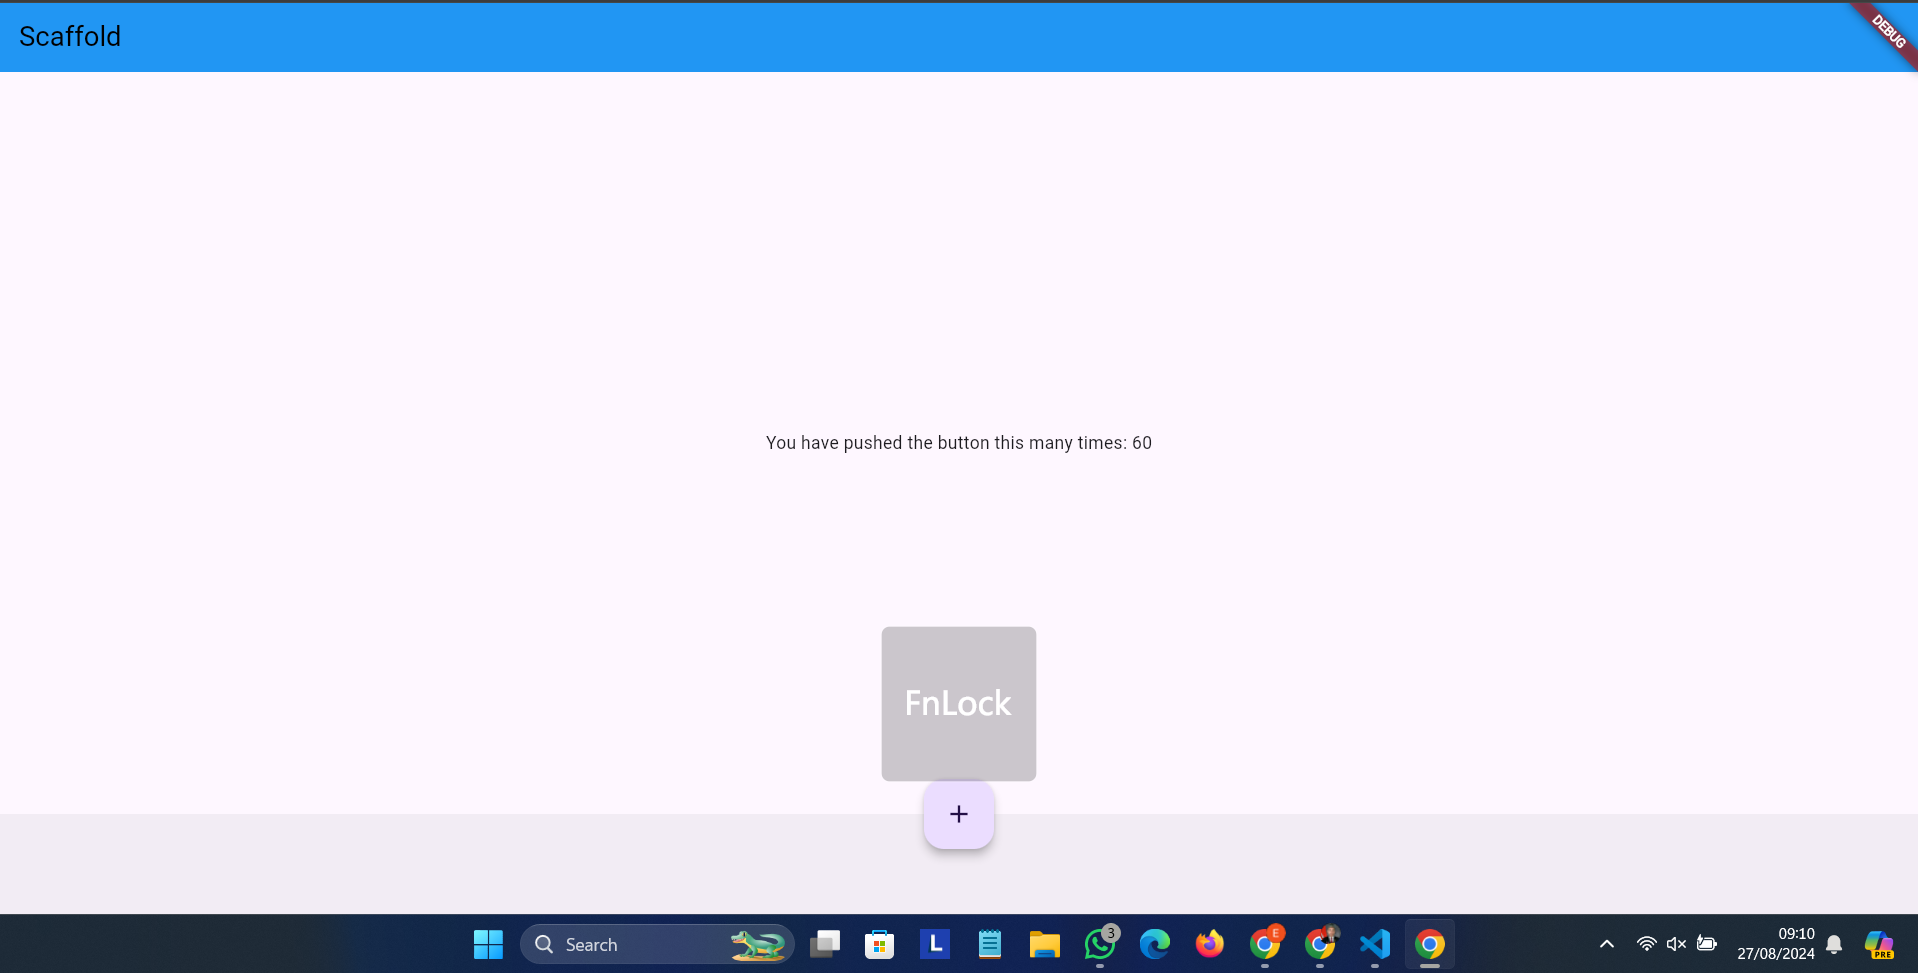 Scaffold
DEBUG
You have pushed the button this many times: 60
FnLock
+
Search
L
3
E
09:10
27/08/2024
PRE